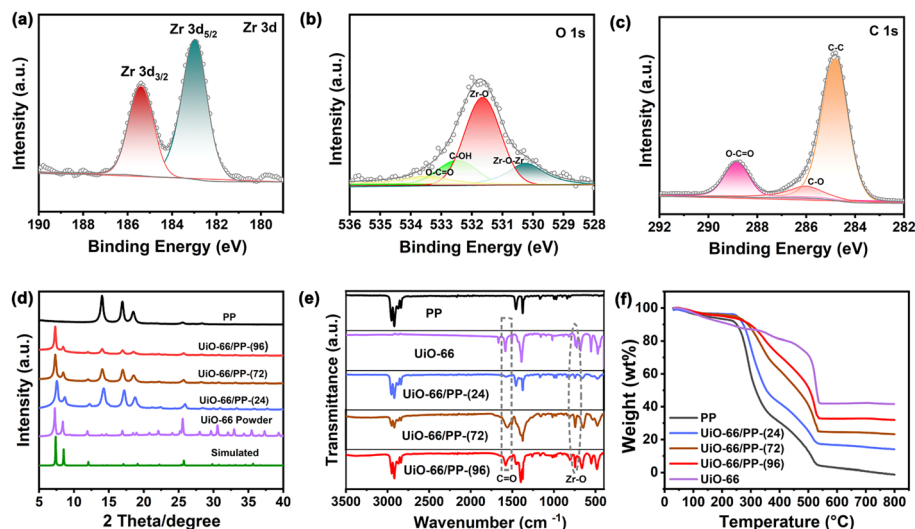 (a)
Zr 3d5/2
Zr 3d
Zr 3d3/2
Intensity (a.u.)
190 188 186 184 182 180
Binding Energy (eV)
(b)
O 1s
Zr-O
C-OH
Zr-O-Zr
O-C=O
Intensity (a.u.)
536 535 534 533 532 531 530 529 528
Binding Energy (eV)
(c)
C 1s
C-C
O-C=O
C-O
Intensity (a.u.)
292 290 288 286 284 282
Binding Energy (eV)
(d)
PP
UiO-66/PP-(96)
UiO-66/PP-(72)
UiO-66/PP-(24)
UiO-66 Powder
Simulated
Intensity (a.u.)
5 10 15 20 25 30 35 40
2 Theta/degree
(e)
PP
UiO-66
UiO-66/PP-(24)
UiO-66/PP-(72)
UiO-66/PP-(96)
C=O
Zr-O
Transmittance (a.u.)
3500 3000 2500 2000 1500 1000 500
Wavenumber (cm -1)
(f)
100
80
60
40
20
0
Weight (wt%)
PP
UiO-66/PP-(24)
UiO-66/PP-(72)
UiO-66/PP-(96)
UiO-66
0 100 200 300 400 500 600 700 800
Temperature (°C)